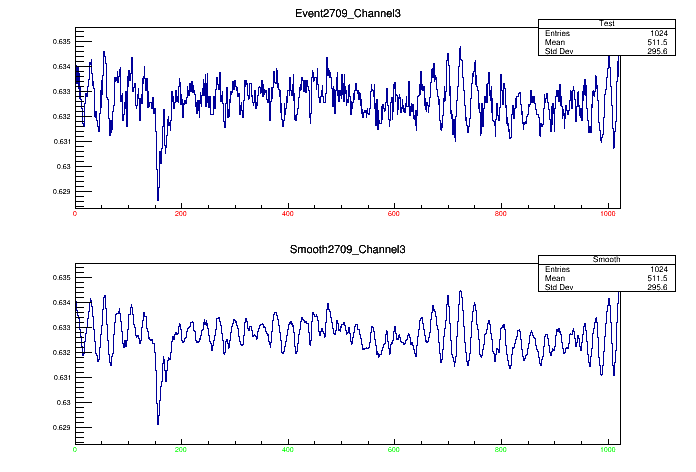 Event2709_Channel3
Test
Entries 1024
Mean 511.5
Std Dev 295.6
0.635
0.634
0.633
0.632
0.631
0.63
0.629
0 200 400 600 800 1000
Smooth2709_Channel3
Smooth
Entries 1024
Mean 511.5
Std Dev 295.6
0.635
0.634
0.633
0.632
0.631
0.63
0.629
0 200 400 600 800 1000